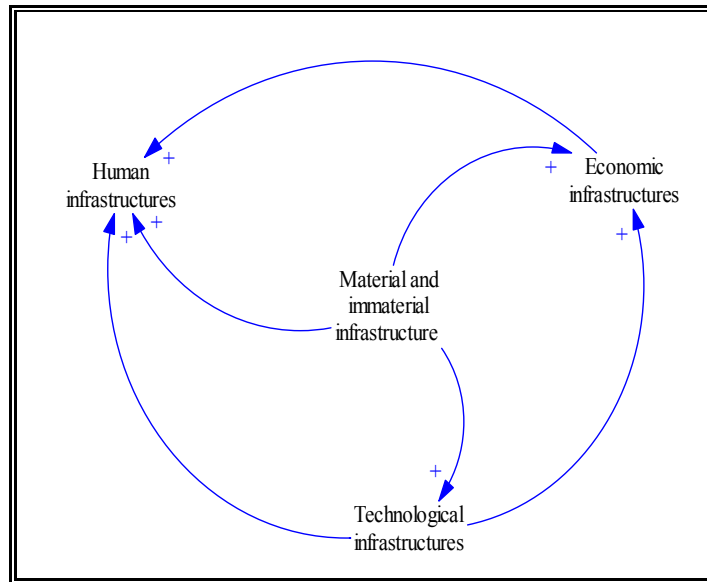 Human
infrastructures
+
+
+
Economic
infrastructures
+
+
Material and
immaterial
infrastructure
+
Technological
infrastructures